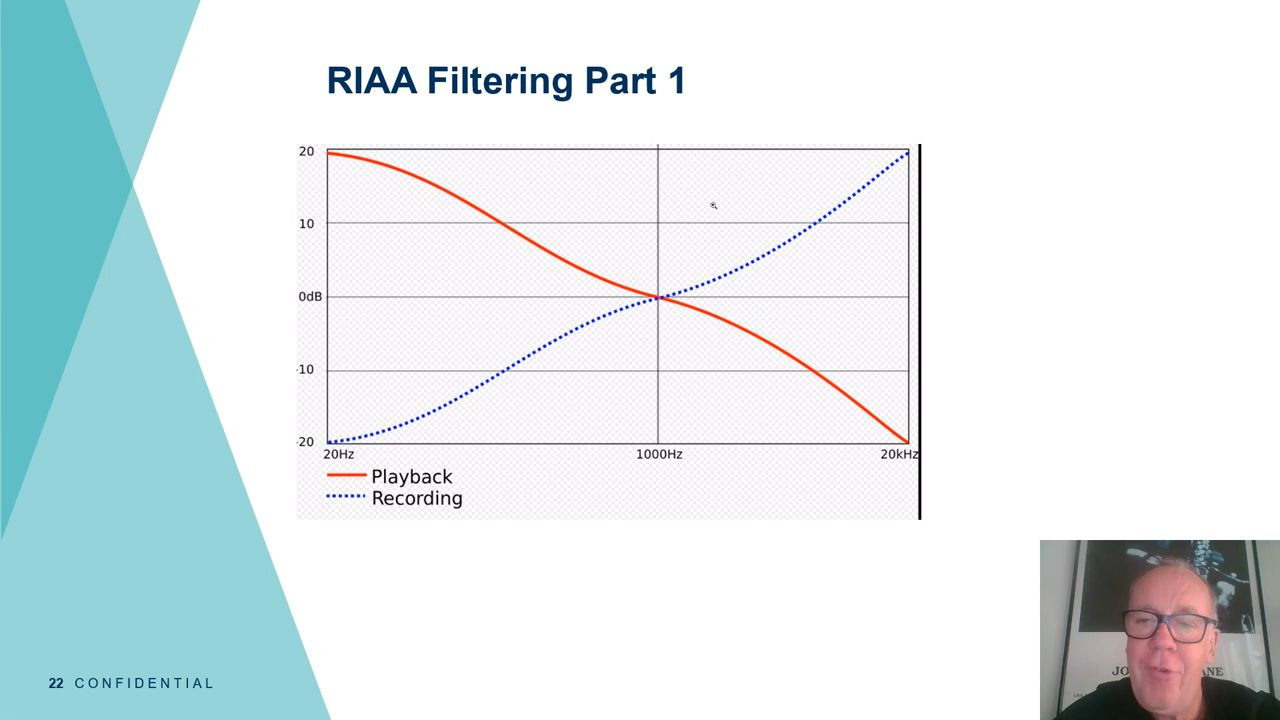 RIAA Filtering Part 1
20
10
0dB
-10
-20
20Hz 1000Hz 20kHz
Playback
Recording
22 CONFIDENTIAL